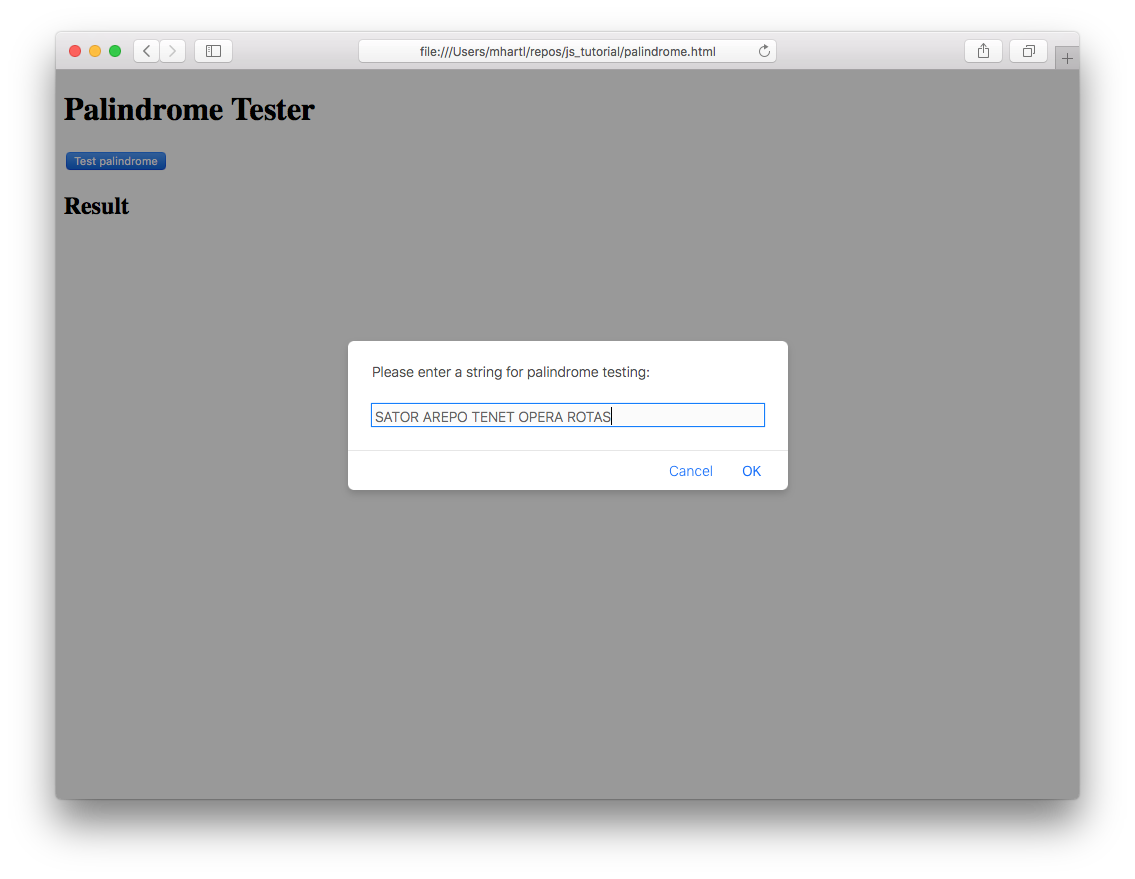 file:///Users/mhartl/repos/js_tutorial/palindrome.html
Palindrome Tester
Test palindrome
Result
Please enter a string for palindrome testing:
SATOR AREPO TENET OPERA ROTAS
Cancel OK